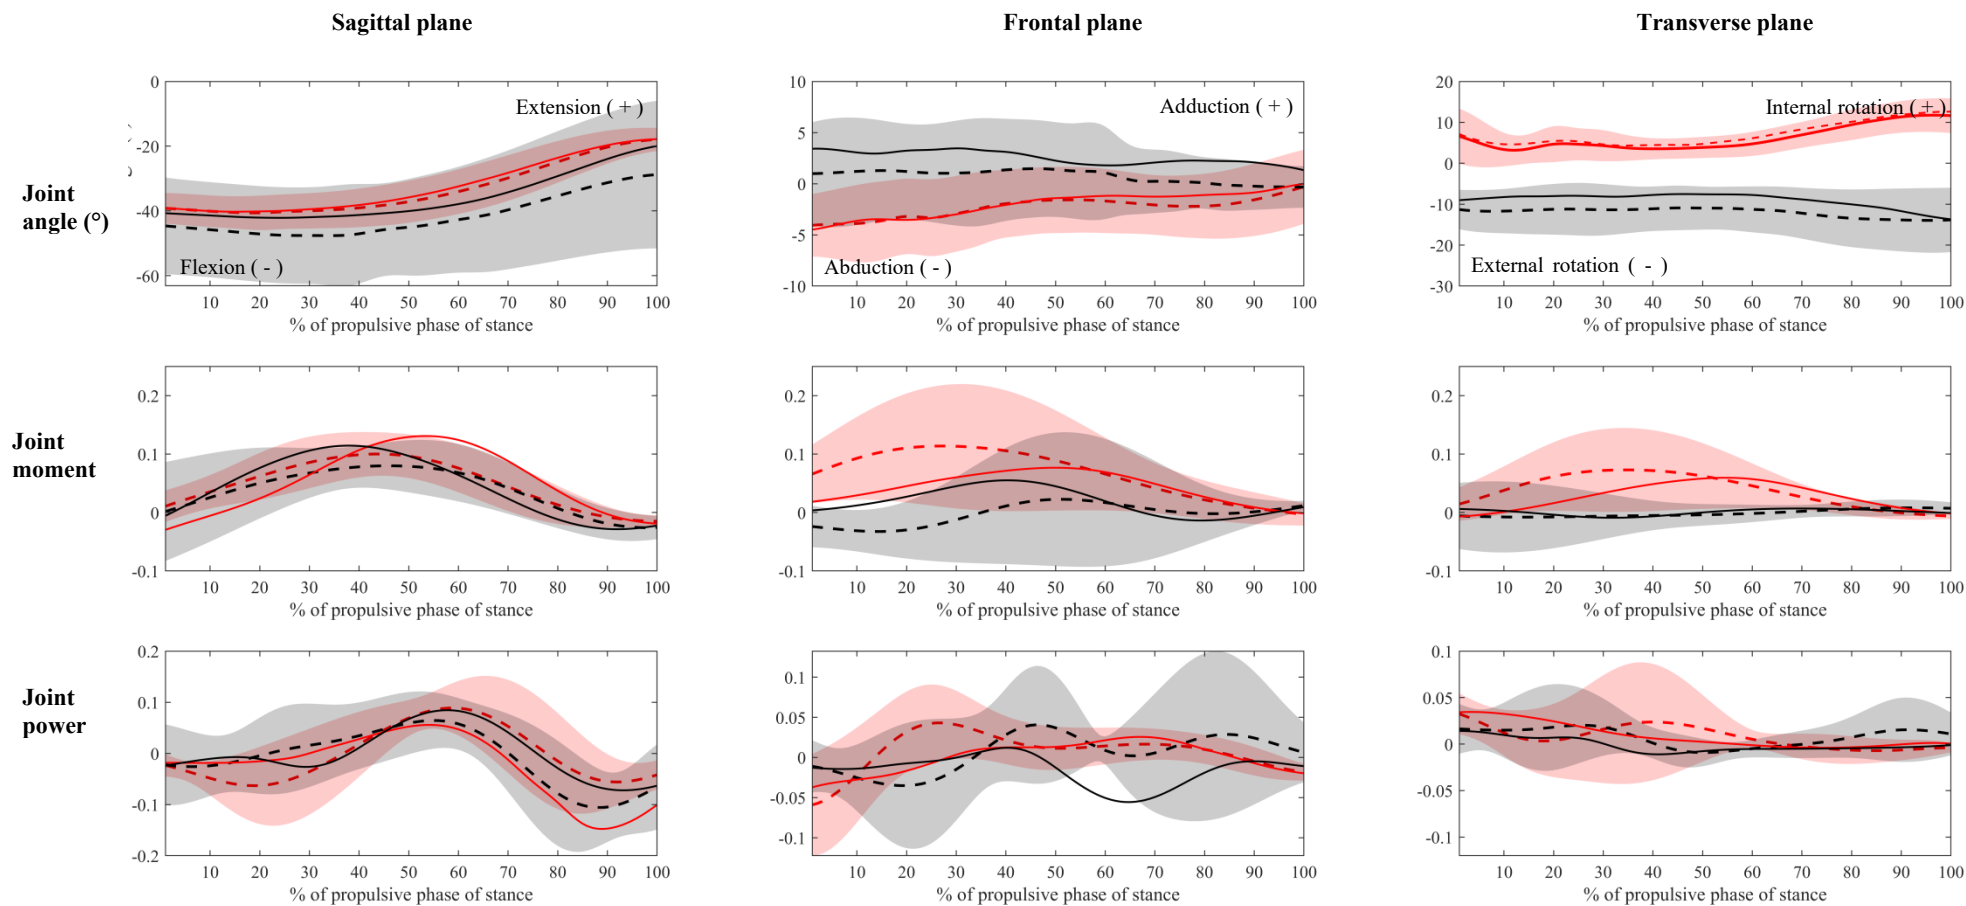 Sagittal plane
Frontal plane
Transverse plane
Joint
angle (°)
0
-20
-40
-60
Extension ( + )
Flexion ( - )
10 20 30 40 50 60 70 80 90 100
% of propulsive phase of stance
10
5
0
-5
-10
Adduction ( + )
Abduction ( - )
10 20 30 40 50 60 70 80 90 100
% of propulsive phase of stance
20
10
0
-10
-20
-30
Internal rotation ( + )
External rotation ( - )
10 20 30 40 50 60 70 80 90 100
% of propulsive phase of stance
Joint
moment
0.2
0.1
0
-0.1
10 20 30 40 50 60 70 80 90 100
% of propulsive phase of stance
0.2
0.1
0
-0.1
10 20 30 40 50 60 70 80 90 100
% of propulsive phase of stance
0.2
0.1
0
-0.1
10 20 30 40 50 60 70 80 90 100
% of propulsive phase of stance
Joint
power
0.2
0.1
0
-0.1
-0.2
10 20 30 40 50 60 70 80 90 100
% of propulsive phase of stance
0.1
0.05
0
-0.05
-0.1
10 20 30 40 50 60 70 80 90 100
% of propulsive phase of stance
0.1
0.05
0
-0.05
-0.1
10 20 30 40 50 60 70 80 90 100
% of propulsive phase of stance